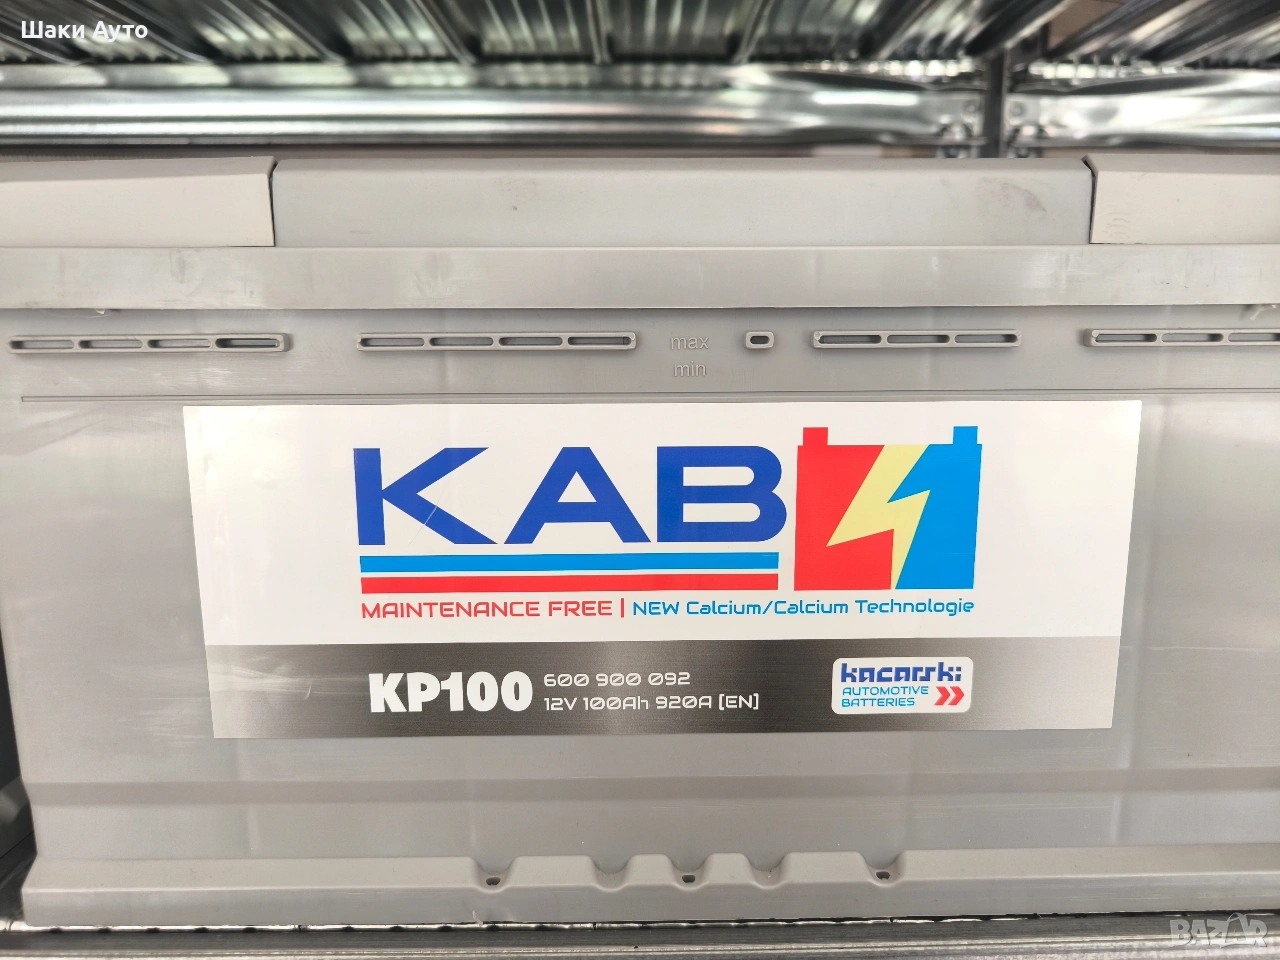 Шаки Ауто
max
min
KAB
MAINTENANCE FREE | NEW Calcium/Calcium Technologie
KP100
600 900 092
12V 100Ah 920A [EN]
kacarski
AUTOMOTIVE
BATTERIES
BAZAR